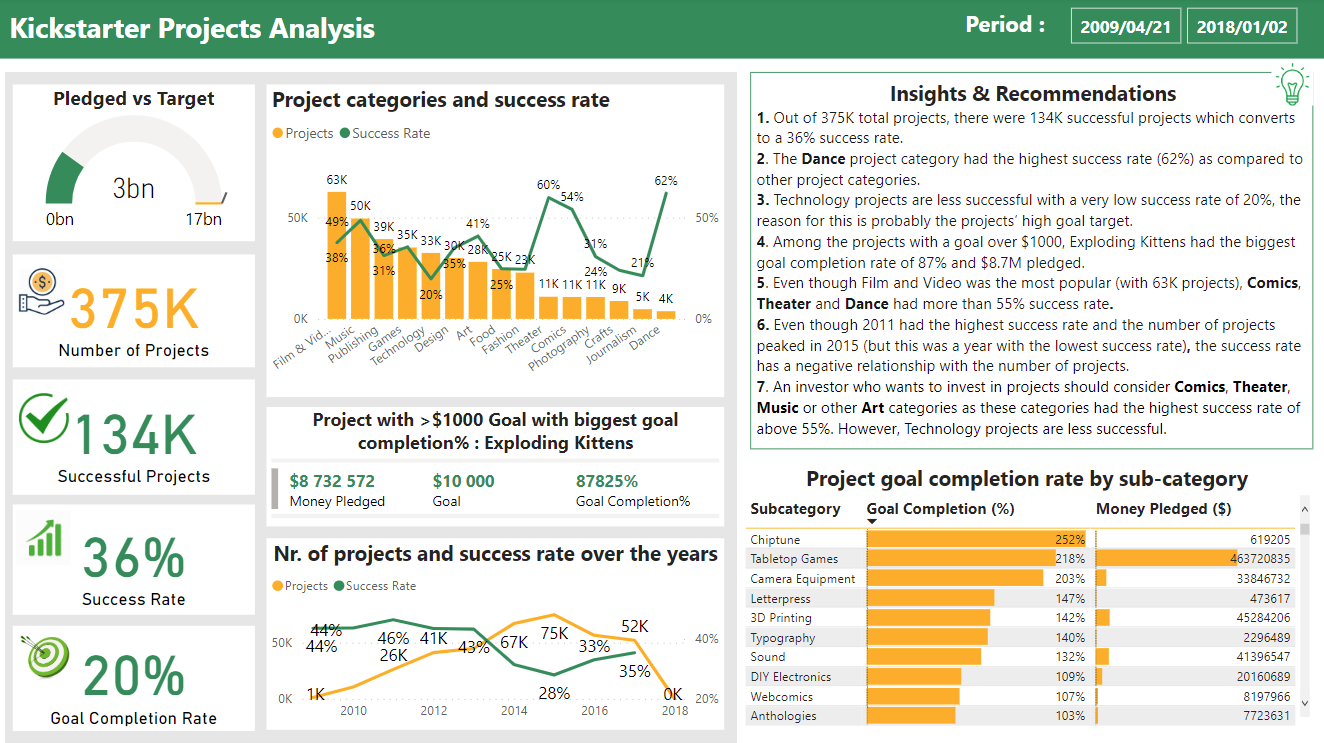 Kickstarter Projects Analysis
Period :
2009/04/21
2018/01/02
Pledged vs Target
3bn
0bn
17bn
375K
Number of Projects
134K
Successful Projects
36%
Success Rate
20%
Goal Completion Rate
Project categories and success rate
Projects
Success Rate
63K
50K
39K
35K
33K
30K
28K
25K
23K
11K
11K
11K
9K
5K
4K
49%
38%
36%
31%
20%
35%
41%
25%
60%
54%
31%
24%
21%
62%
50K
0K
50%
0%
Film & Vid...
Music
Publishing
Games
Technology
Design
Art
Food
Fashion
Theater
Comics
Photography
Crafts
Journalism
Dance
Project with >$1000 Goal with biggest goal
completion% : Exploding Kittens
$8 732 572
$10 000
87825%
Money Pledged
Goal
Goal Completion%
Nr. of projects and success rate over the years
Projects
Success Rate
50K
0K
40%
20%
44%
44%
1K
46%
26K
41K
43%
67K
75K
28%
33%
52K
35%
0K
2010
2012
2014
2016
2018
Insights & Recommendations
1. Out of 375K total projects, there were 134K successful projects which converts
to a 36% success rate.
2. The Dance project category had the highest success rate (62%) as compared to
other project categories.
3. Technology projects are less successful with a very low success rate of 20%, the
reason for this is probably the projects' high goal target.
4. Among the projects with a goal over $1000, Exploding Kittens had the biggest
goal completion rate of 87% and $8.7M pledged.
5. Even though Film and Video was the most popular (with 63K projects), Comics,
Theater and Dance had more than 55% success rate.
6. Even though 2011 had the highest success rate and the number of projects
peaked in 2015 (but this was a year with the lowest success rate), the success rate
has a negative relationship with the number of projects.
7. An investor who wants to invest in projects should consider Comics, Theater,
Music or other Art categories as these categories had the highest success rate of
above 55%. However, Technology projects are less successful.
Project goal completion rate by sub-category
Subcategory Goal Completion (%) Money Pledged ($)
Chiptune 252% 619205
Tabletop Games 218% 463720835
Camera Equipment 203% 33846732
Letterpress 147% 473617
3D Printing 142% 45284206
Typography 140% 2296489
Sound 132% 41396547
DIY Electronics 109% 20160689
Webcomics 107% 8197966
Anthologies 103% 7723631